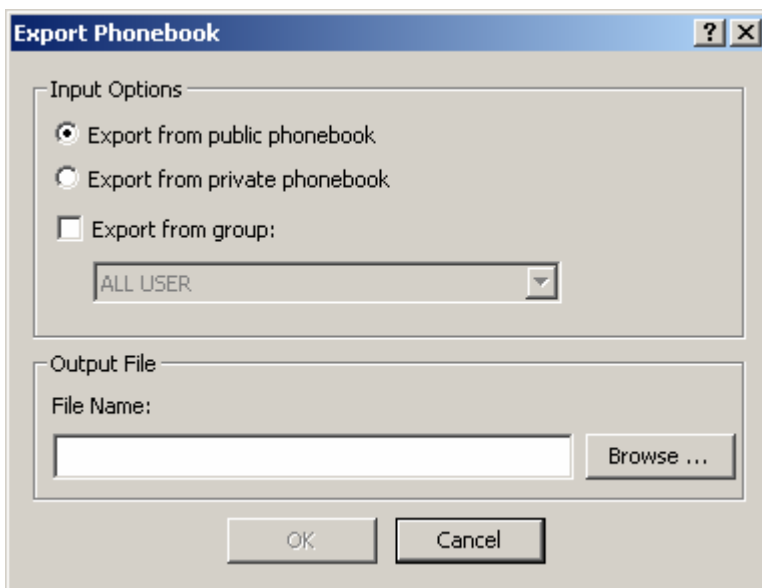 Export Phonebook
Input Options
Export from public phonebook
Export from private phonebook
Export from group:
ALL USER
Output File
File Name:
Browse ...
OK
Cancel